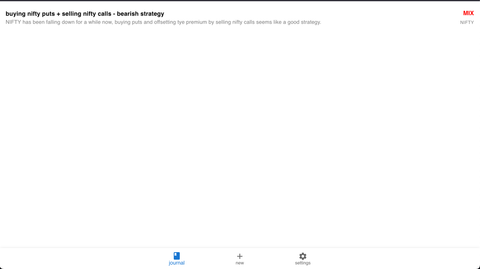 buying nifty puts + selling nifty calls - bearish strategy
MIX
NIFTY has been falling down for a while now, buying puts and offsetting tye premium by selling nifty calls seems like a good strategy.
NIFTY
journal
new
settings